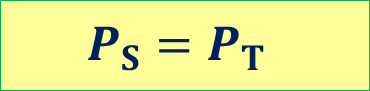 P_S = P_T